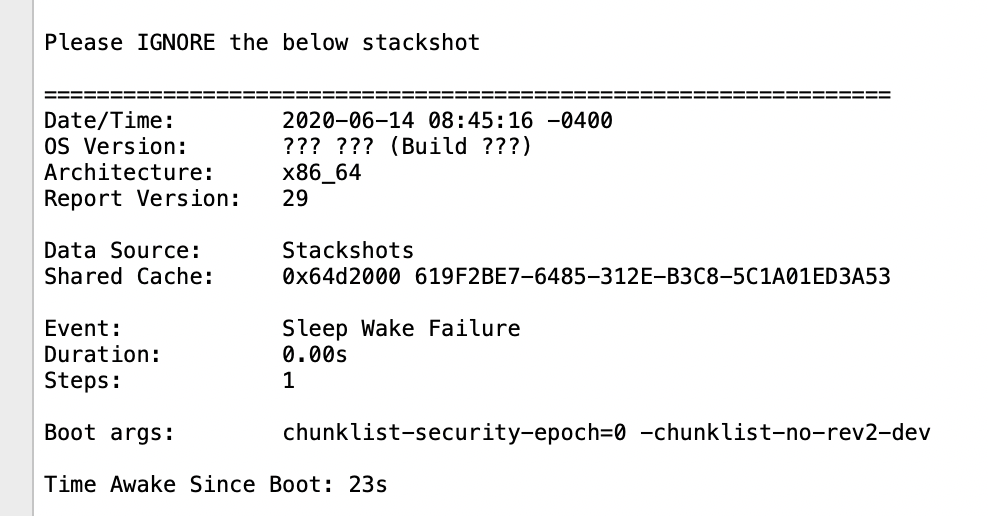 Please IGNORE the below stackshot
================================================================
Date/Time: 2020-06-14 08:45:16 -0400
OS Version: ??? ??? (Build ???)
Architecture: x86_64
Report Version: 29
Data Source: Stackshots
Shared Cache: 0x64d2000 619F2BE7-6485-312E-B3C8-5C1A01ED3A53
Event: Sleep Wake Failure
Duration: 0.00s
Steps: 1
Boot args: chunklist-security-epoch=0 -chunklist-no-rev2-dev
Time Awake Since Boot: 23s